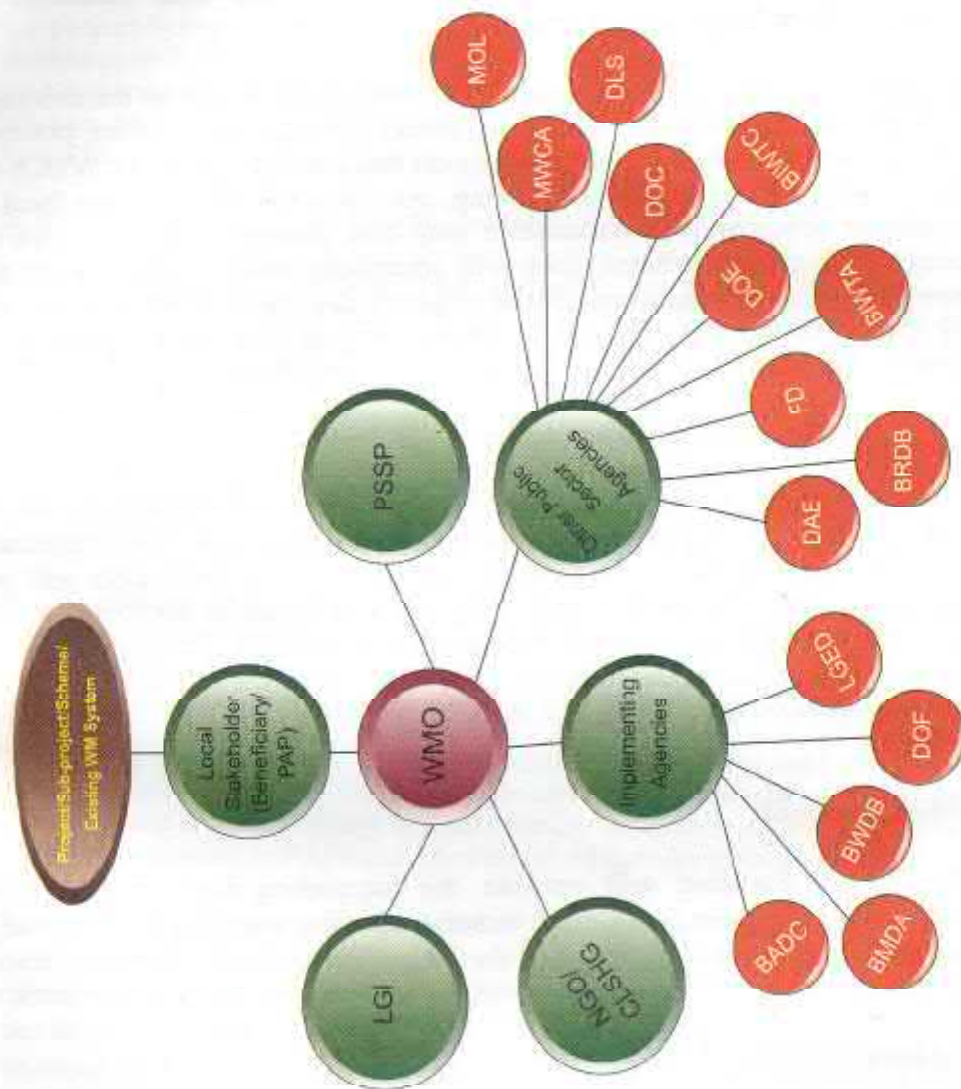 Project/Sub-project/Scheme/
Existing WM System
Local
Stakeholder
(Beneficiary/
PAP)
WMO
LGI
PSSP
NGO/
CLSHG
Implementing
Agencies
Other Public
Sector
Agencies
MOL
MWCA
DLS
DOC
BIWTC
DOE
BIWTA
BRDB
DAE
LGED
DOF
BWDB
BMDA
BADC